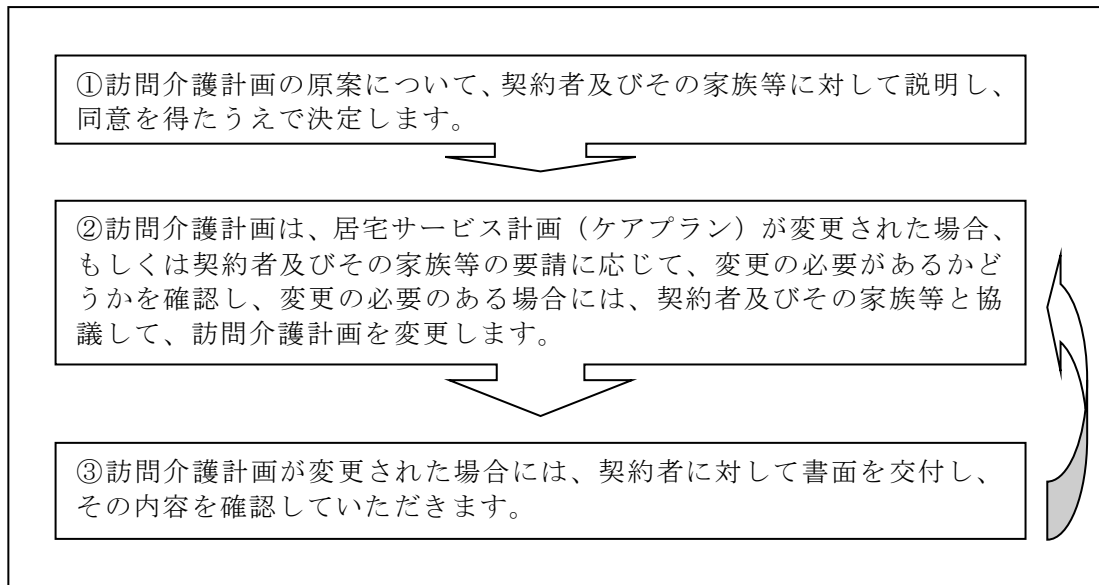 ①訪問介護計画の原案について、契約者及びその家族等に対して説明し、
同意を得たうえで決定します。
②訪問介護計画は、居宅サービス計画（ケアプラン）が変更された場合、
もしくは契約者及びその家族等の要請に応じて、変更の必要があるかど
うかを確認し、変更の必要のある場合には、契約者及びその家族等と協
議して、訪問介護計画を変更します。
③訪問介護計画が変更された場合には、契約者に対して書面を交付し、
その内容を確認していただきます。